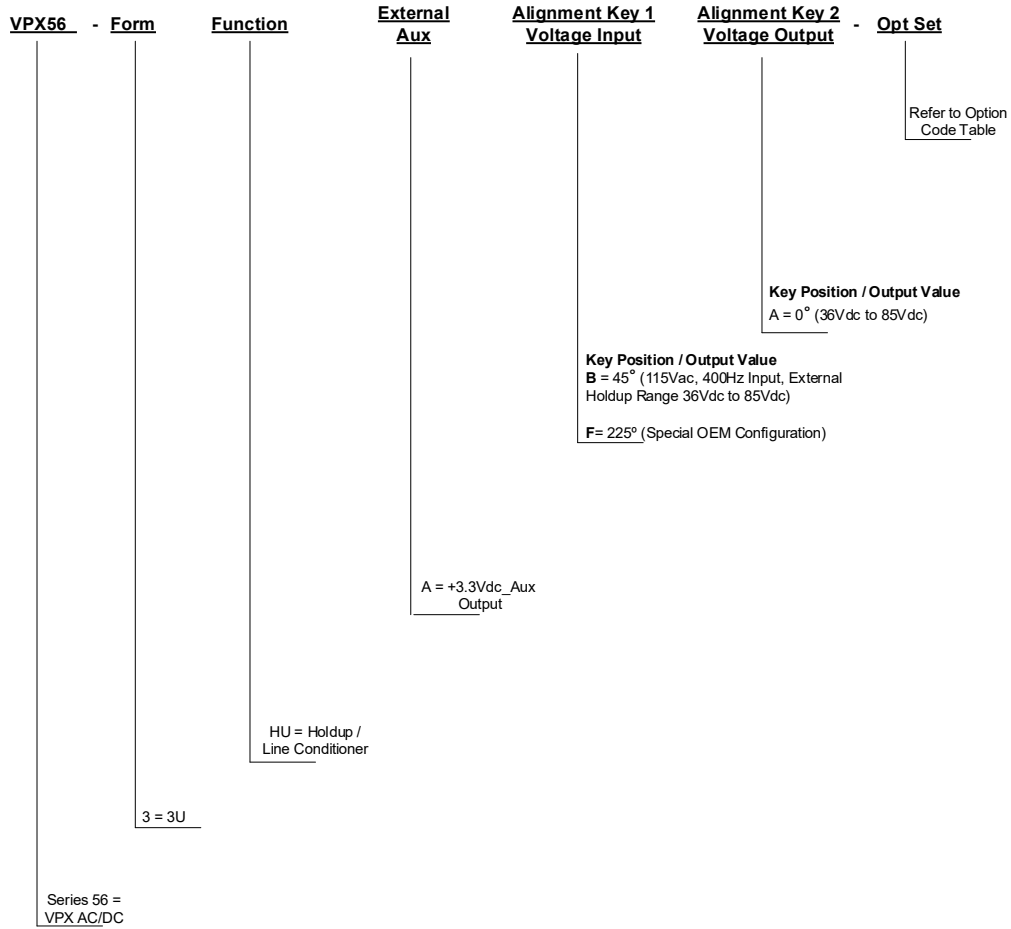 VPX56 - Form Function External Aux Alignment Key 1 Voltage Input Alignment Key 2 Voltage Output - Opt Set
Refer to Option
Code Table
Key Position / Output Value
A = 0° (36Vdc to 85Vdc)
Key Position / Output Value
B = 45° (115Vac, 400Hz Input, External
Holdup Range 36Vdc to 85Vdc)
F= 225º (Special OEM Configuration)
A = +3.3Vdc_Aux
Output
HU = Holdup /
Line Conditioner
3 = 3U
Series 56 =
VPX AC/DC